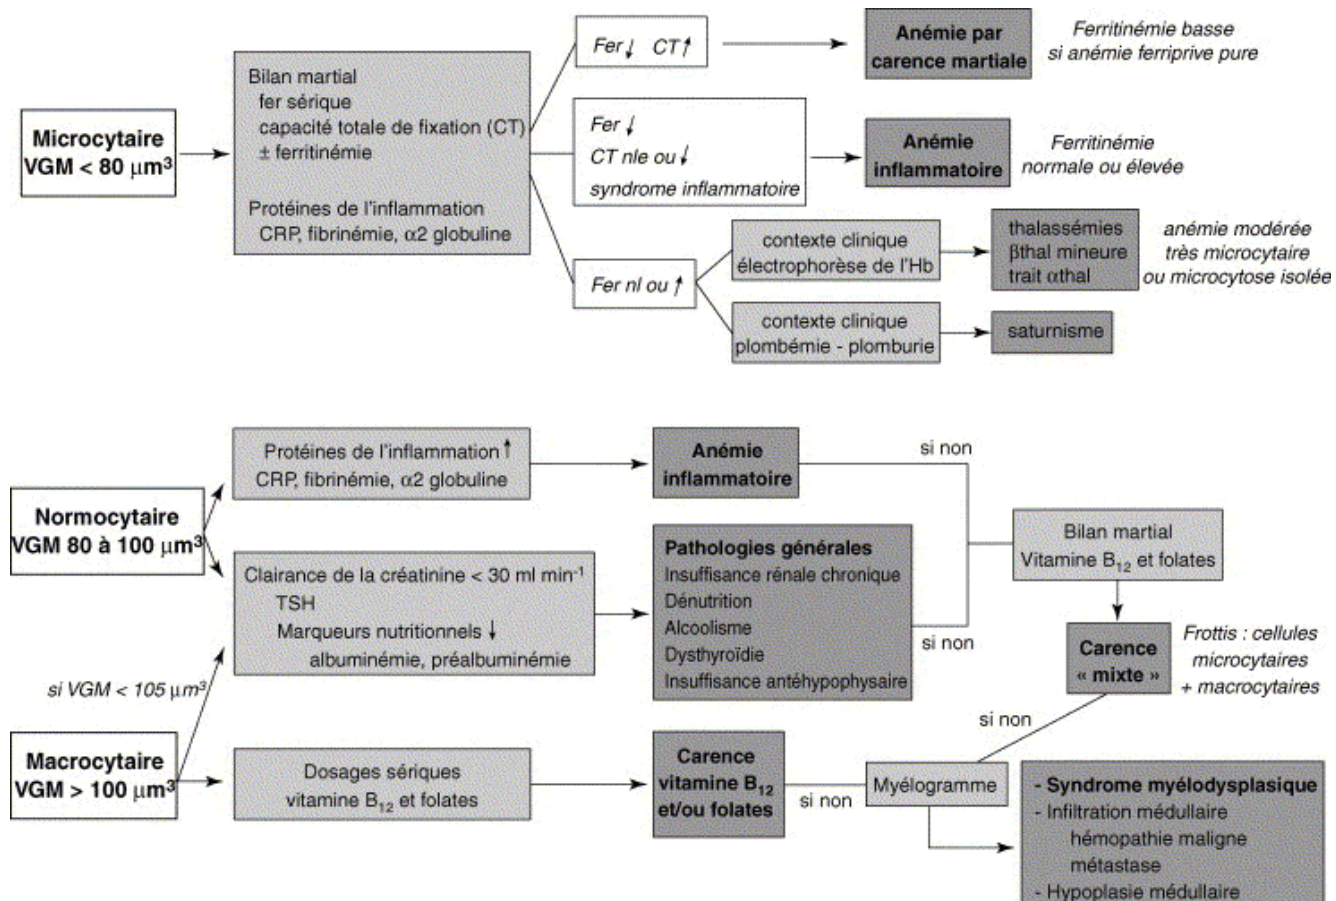 Microcytaire
VGM < 80 µm³
Bilan martial
fer sérique
capacité totale de fixation (CT)
± ferritinémie
Protéines de l'inflammation
CRP, fibrinémie, α2 globuline
Fer ↓ CT ↑
Anémie par
carence martiale
Ferritinémie basse
si anémie ferriprive pure
Fer ↓
CT nle ou ↓
syndrome inflammatoire
Anémie
inflammatoire
Ferritinémie
normale ou élevée
Fer nl ou ↑
contexte clinique
électrophorèse de l'Hb
thalassémies
βthal mineure
trait αthal
anémie modérée
très microcytaire
ou microcytose isolée
contexte clinique
plombémie - plomburie
saturnisme
Normocytaire
VGM 80 à 100 µm³
Protéines de l'inflammation ↑
CRP, fibrinémie, α2 globuline
Anémie
inflammatoire
si non
Clairance de la créatinine < 30 ml min⁻¹
TSH
Marqueurs nutritionnels ↓
albuminémie, préalbuminémie
Pathologies générales
Insuffisance rénale chronique
Dénutrition
Alcoolisme
Dysthyroïdie
Insuffisance antéhypophysaire
si non
Bilan martial
Vitamine B₁₂ et folates
Carence
« mixte »
Frottis : cellules
microcytaires
+ macrocytaires
si non
si VGM < 105 µm³
Macrocytaire
VGM > 100 µm³
Dosages sériques
vitamine B₁₂ et folates
Carence
vitamine B₁₂
et/ou folates
si non
Myélogramme
- Syndrome myélodysplasique
- Infiltration médullaire
hémopathie maligne
métastase
- Hypoplasie médullaire